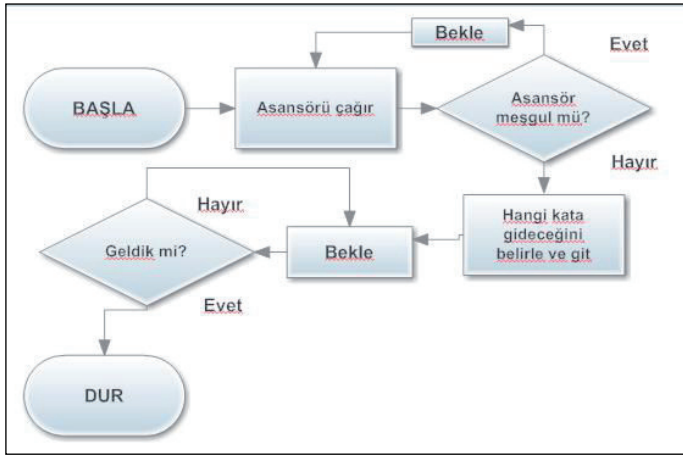 Bekle
Evet
BAŞLA
Asansörü çağır
Asansör
meşgul mü?
Hayır
Hangi kata
gideceğini
belirle ve git
Hayır
Geldik mi?
Bekle
Evet
DUR